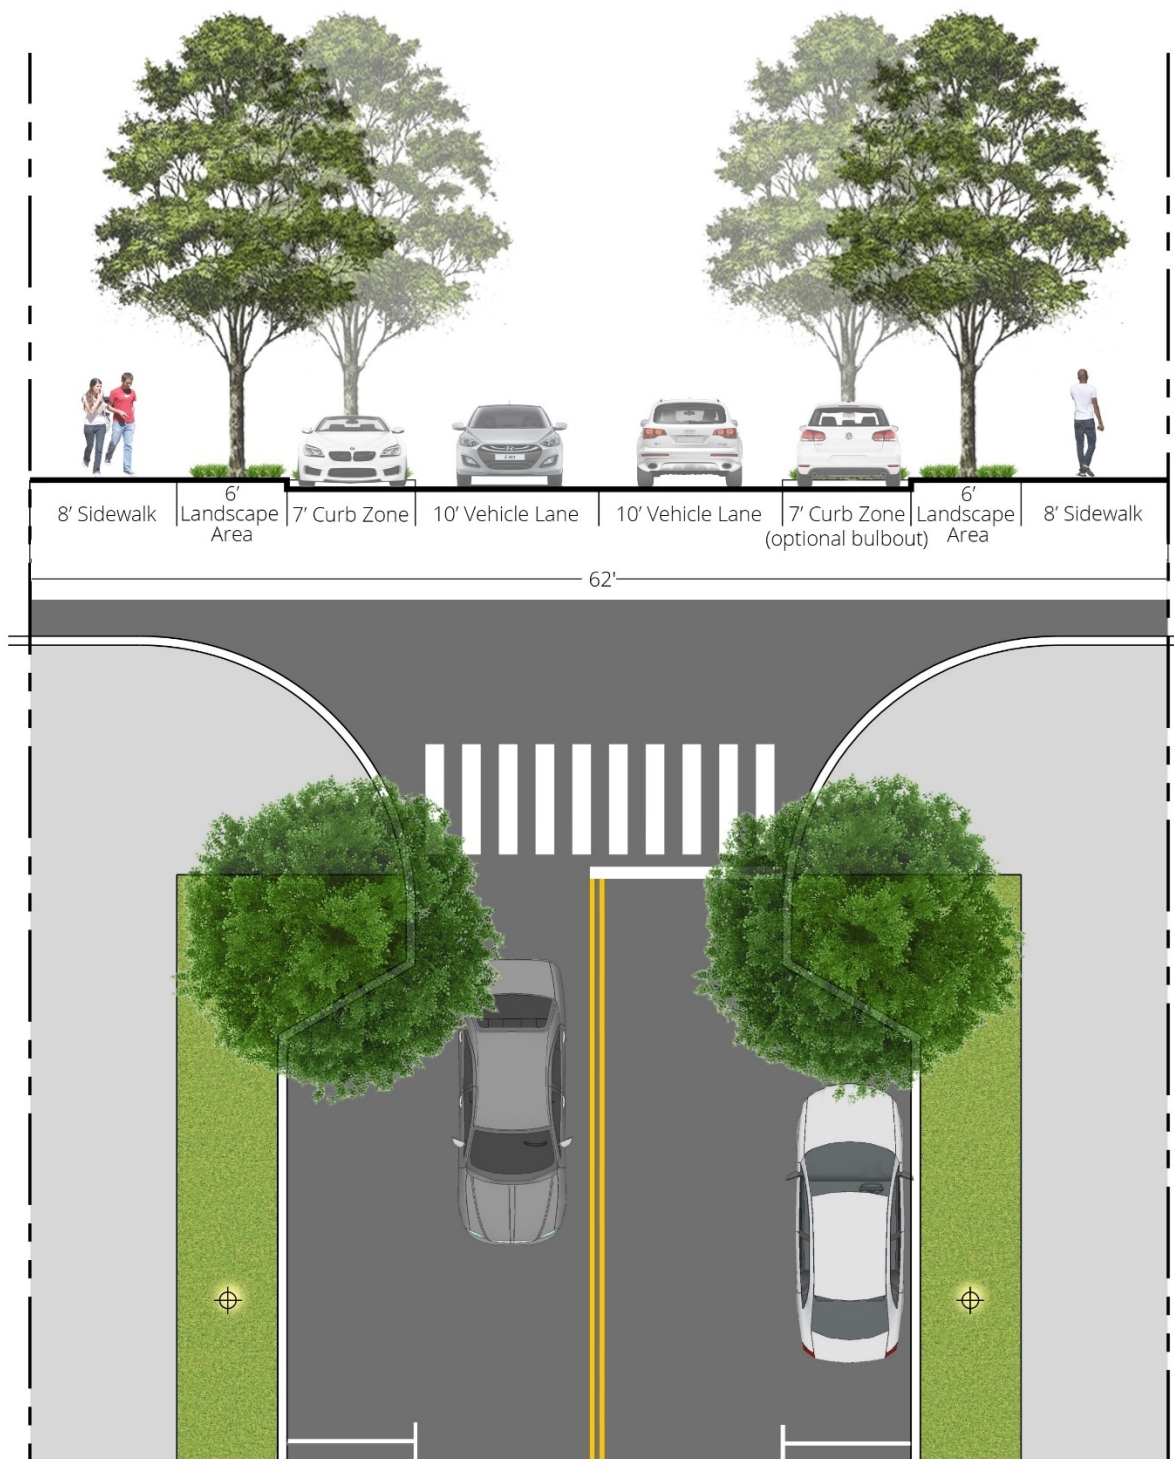 8’ Sidewalk
6’
Landscape
Area
7’ Curb Zone
10’ Vehicle Lane
10’ Vehicle Lane
7’ Curb Zone
(optional bulbout)
6’
Landscape
Area
8’ Sidewalk
62'